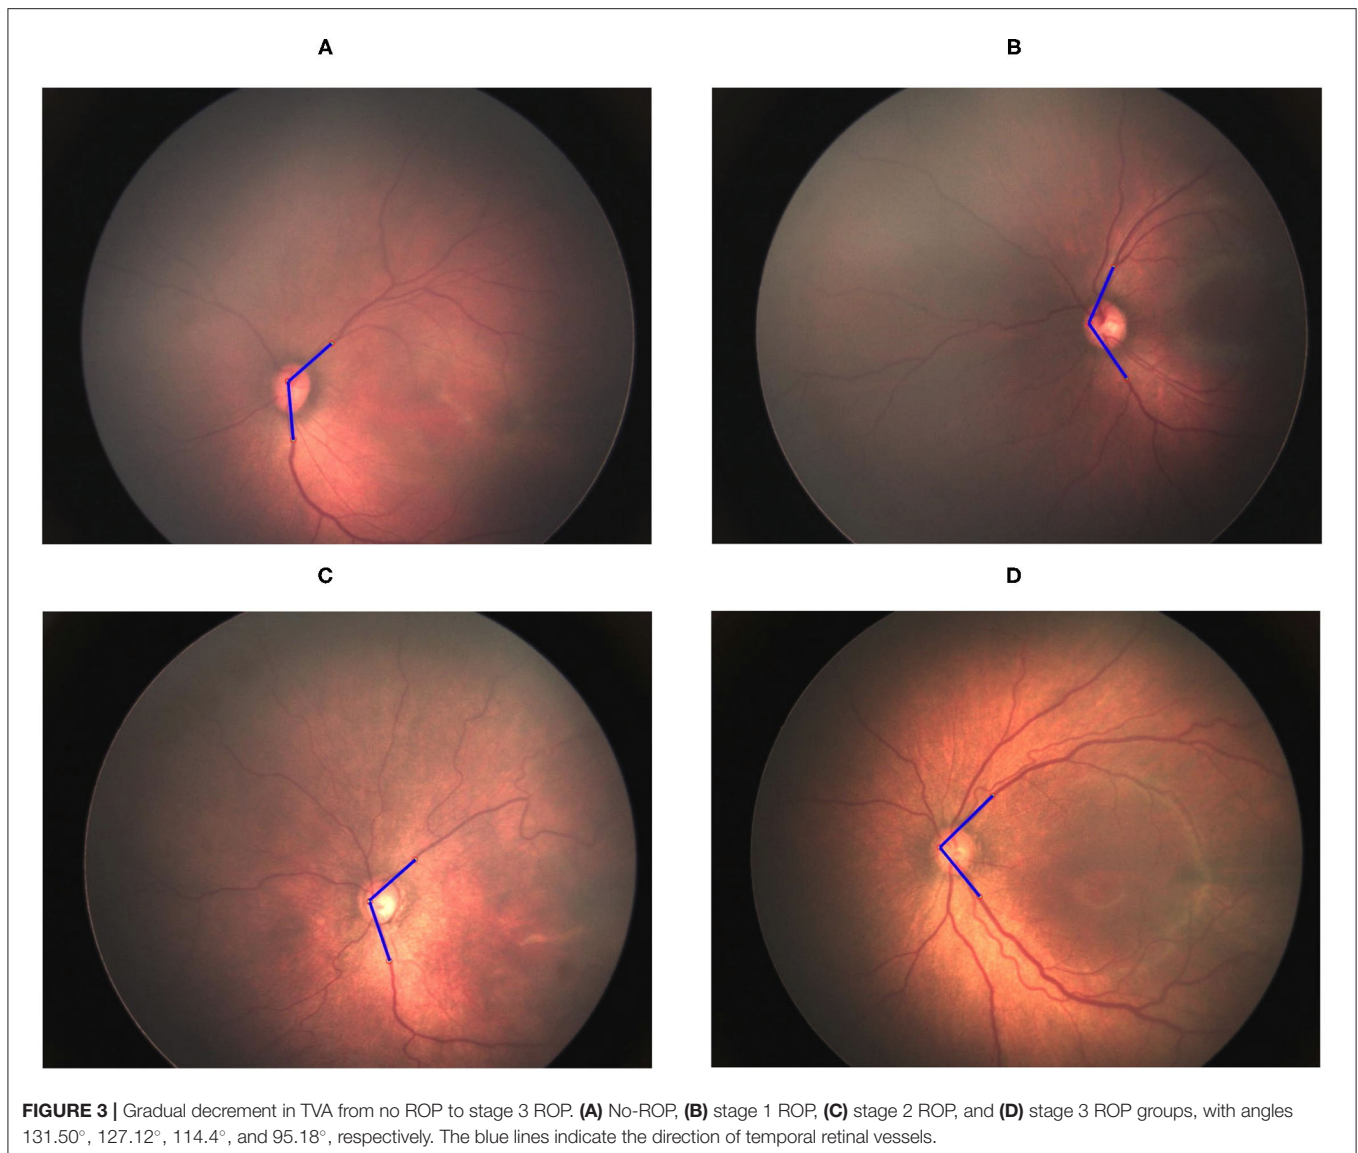 A
B
C
D
FIGURE 3 | Gradual decrement in TVA from no ROP to stage 3 ROP. (A) No-ROP, (B) stage 1 ROP, (C) stage 2 ROP, and (D) stage 3 ROP groups, with angles
131.50°, 127.12°, 114.4°, and 95.18°, respectively. The blue lines indicate the direction of temporal retinal vessels.